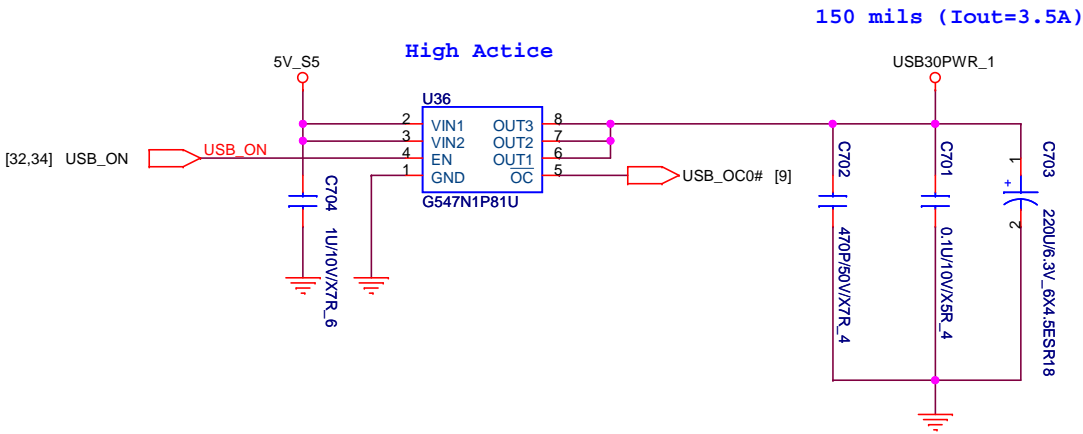 150 mils (Iout=3.5A)
High Actice
5V_S5
USB30PWR_1
U36
2 VIN1 OUT3 8
3 VIN2 OUT2 7
4 EN OUT1 6
1 GND OC 5
G547N1P81U
[32,34] USB_ON
USB_ON
USB_OC0# [9]
C704
1U/10V/X7R_6
C702
470P/50V/X7R_4
C701
0.1U/10V/X5R_4
1
+
2
C703
220U/6.3V_6X4.5ESR18